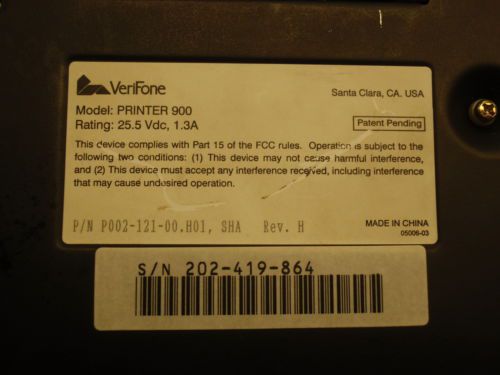 VeriFone
Santa Clara, CA. USA
Model: PRINTER 900
Rating: 25.5 Vdc, 1.3A
Patent Pending
This device complies with Part 15 of the FCC rules. Operation is subject to the
following two conditions: (1) This device may not cause harmful interference,
and (2) This device must accept any interference received, including interference
that may cause undesired operation.
P/N P002-121-00.H01, SHA Rev. H
MADE IN CHINA
05006-03
S/N 202-419-864